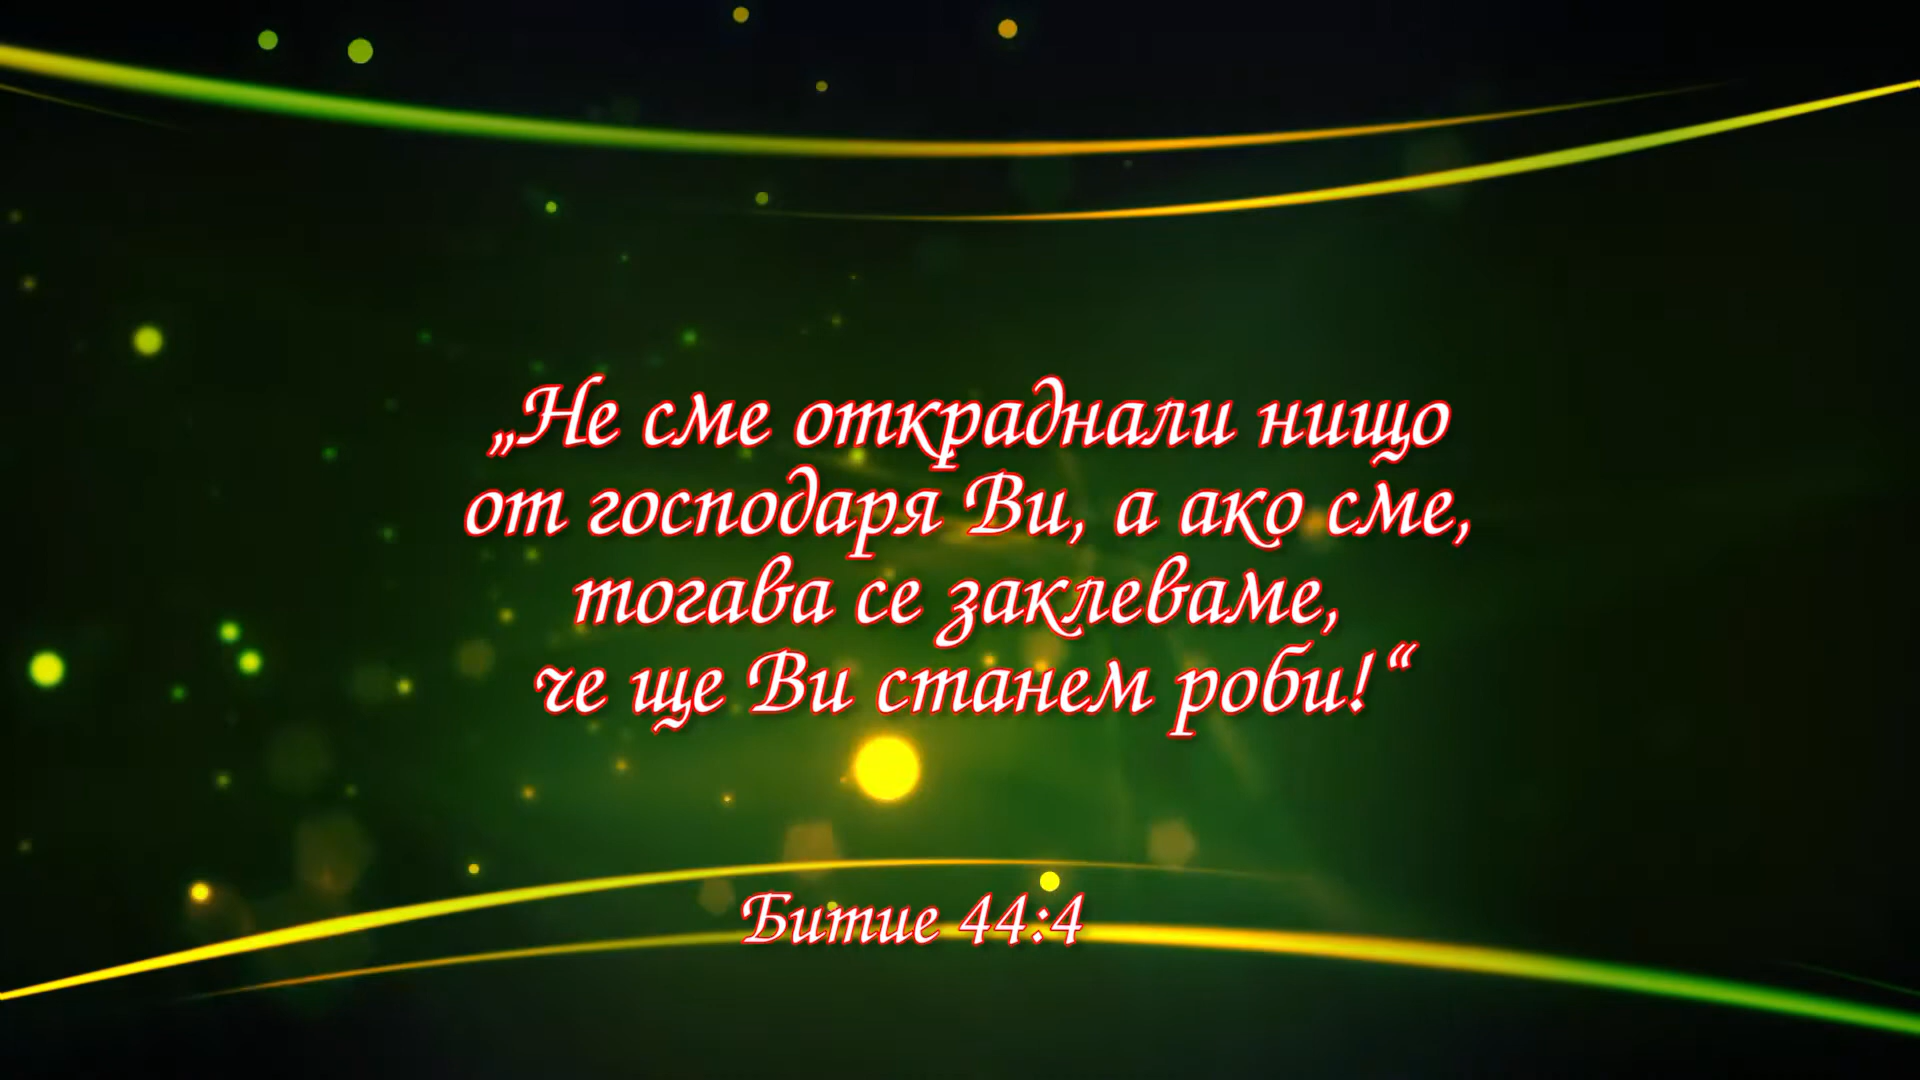 „Не сме откраднали нищо
от господаря Ви, а ако сме,
тогава се заклеваме,
че ще Ви станем роби!“
Битие 44:4